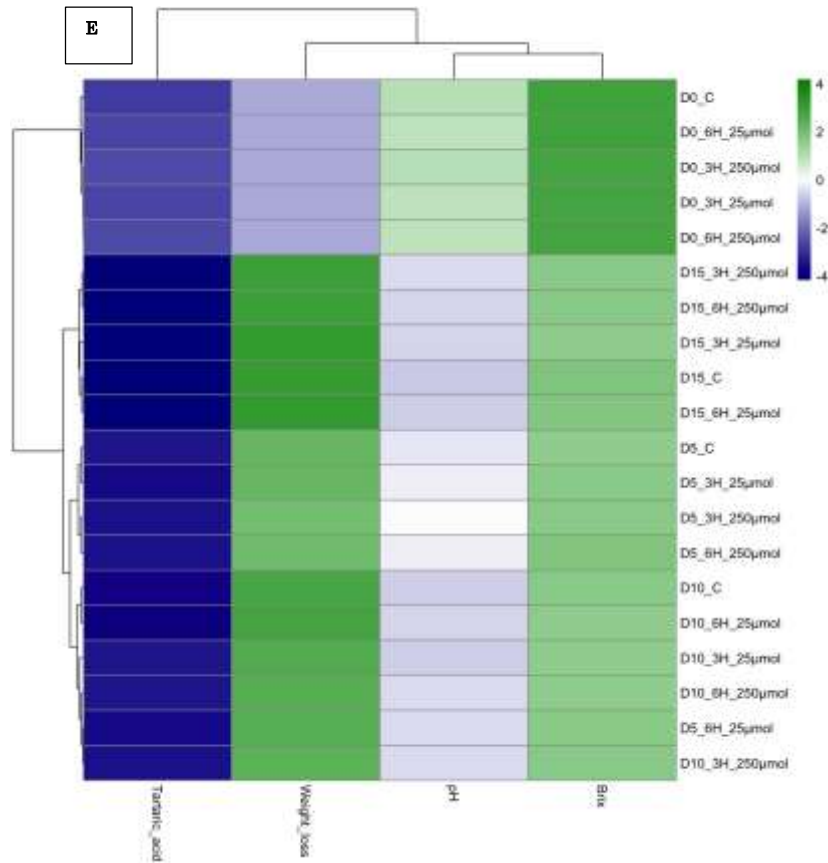 E
D0_C
D0_6H_25µmol
D0_3H_250µmol
D0_3H_25µmol
D0_6H_250µmol
D15_3H_250µmol
D15_6H_250µmol
D15_3H_25µmol
D15_C
D15_6H_25µmol
D5_C
D5_3H_25µmol
D5_3H_250µmol
D5_6H_250µmol
D10_C
D10_6H_25µmol
D10_3H_25µmol
D10_6H_250µmol
D5_6H_25µmol
D10_3H_250µmol
4
2
0
-2
-4
Tartaric_acid
Weight_loss
pH
Brix